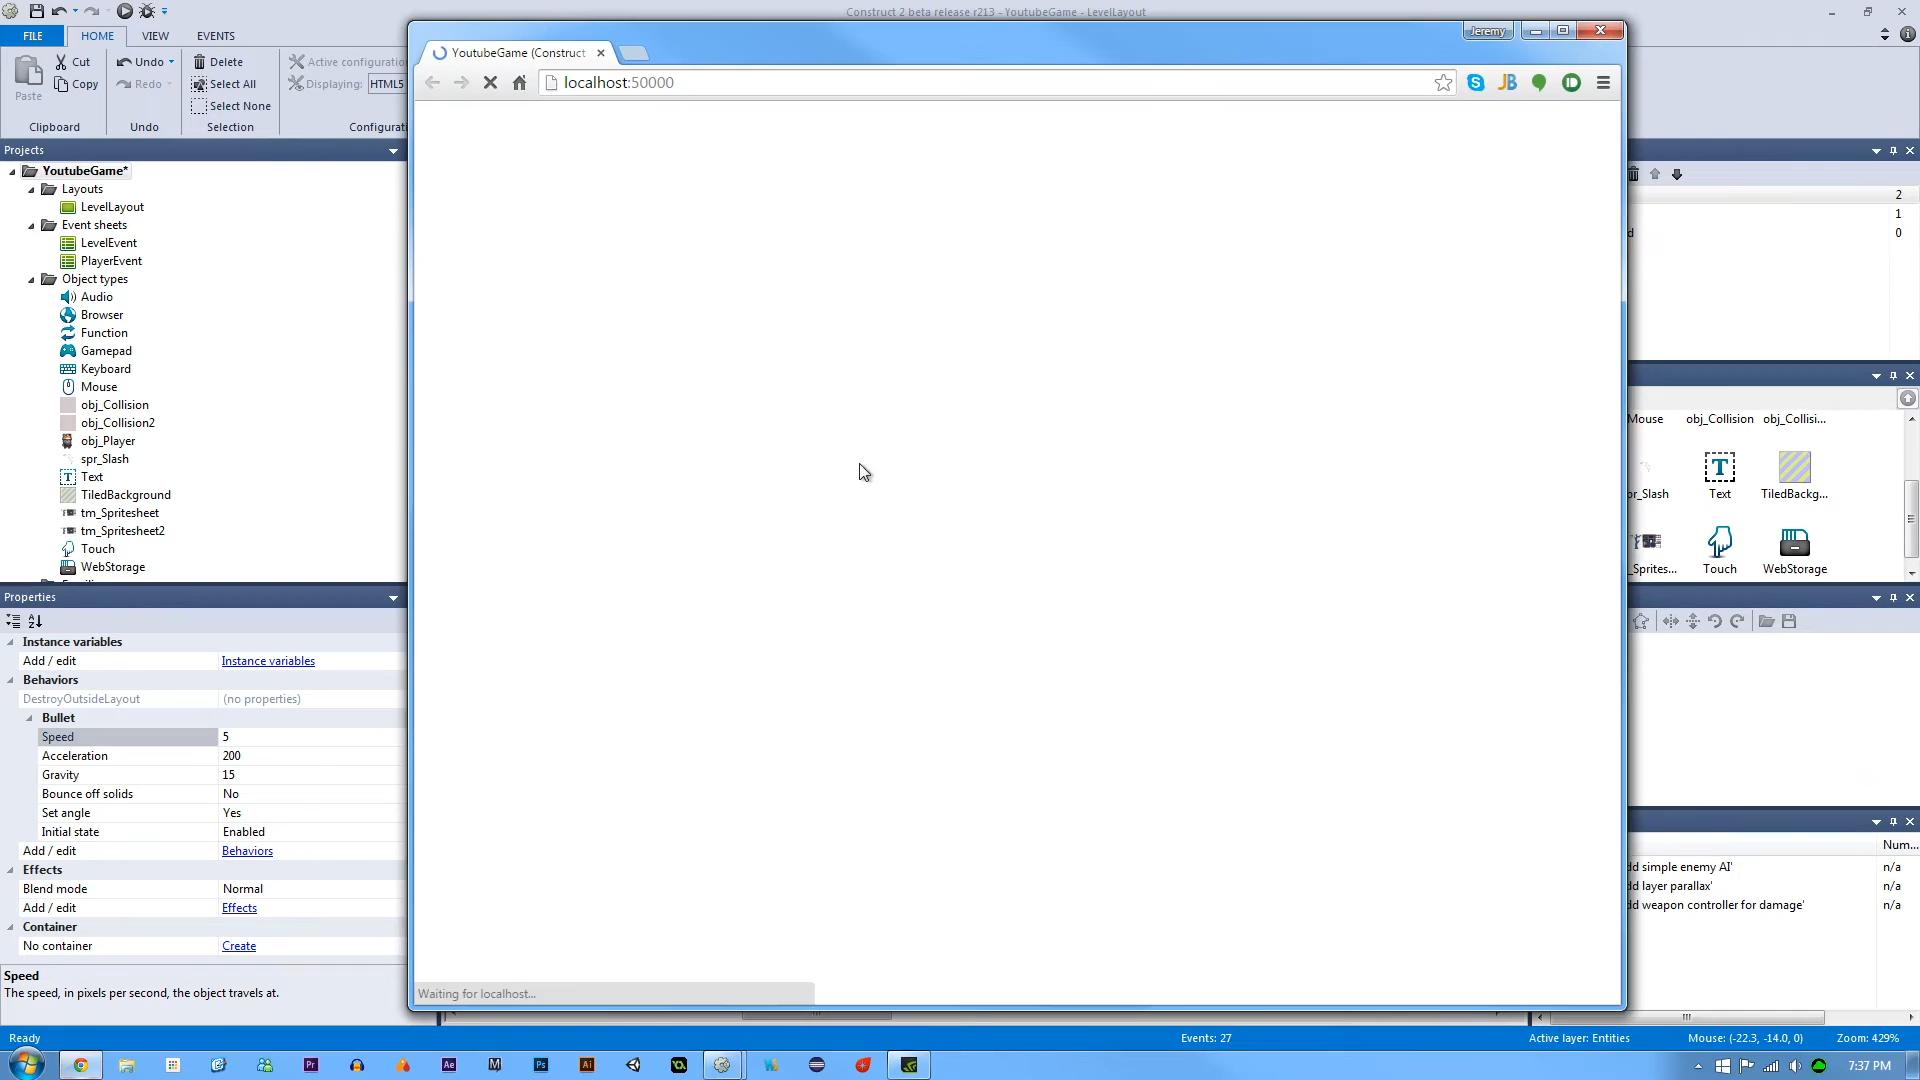 Construct 2 beta release r213 - YoutubeGame - LevelLayout
FILE
HOME
VIEW
EVENTS
Paste
Cut
Copy
Clipboard
Undo
Redo
Undo
Delete
Select All
Select None
Selection
Active configuratio
Displaying:
HTML5
Configurati
Jeremy
YoutubeGame (Construct
localhost:50000
JB
Projects
YoutubeGame*
Layouts
LevelLayout
Event sheets
LevelEvent
PlayerEvent
Object types
Audio
Browser
Function
Gamepad
Keyboard
Mouse
obj_Collision
obj_Collision2
obj_Player
spr_Slash
Text
TiledBackground
tm_Spritesheet
tm_Spritesheet2
Touch
WebStorage
Properties
Instance variables
Add / edit Instance variables
Behaviors
DestroyOutsideLayout (no properties)
Bullet
Speed 5
Acceleration 200
Gravity 15
Bounce off solids No
Set angle Yes
Initial state Enabled
Add / edit Behaviors
Effects
Blend mode Normal
Add / edit Effects
Container
No container Create
Speed
The speed, in pixels per second, the object travels at.
Waiting for localhost...
2
1
d 0
Mouse obj_Collision obj_Collisi...
pr_Slash Text TiledBackg...
_Sprites... Touch WebStorage
Num...
dd simple enemy AI' n/a
dd layer parallax' n/a
dd weapon controller for damage' n/a
Ready
Events: 27
Active layer: Entities
Mouse: (-22.3, -14.0, 0)
Zoom: 429%
Pr
Ae
M
Ps
Ai
7:37 PM